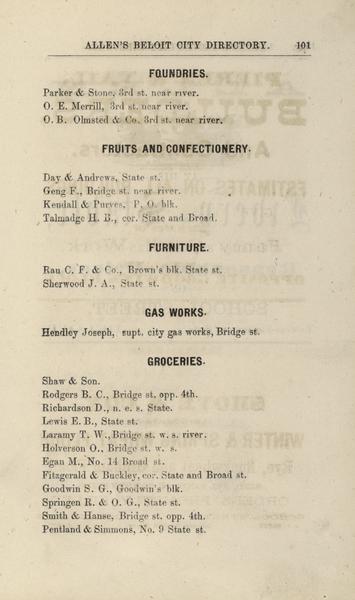 ALLEN'S BELOIT CITY DIRECTORY. 101
FOUNDRIES.
Parker & Stone, 3rd st. near river.
O. E. Merrill, 3rd st. near river.
O. B. Olmsted & Co. 3rd st. near river.
FRUITS AND CONFECTIONERY.
Day & Andrews, State st.
Geng F., Bridge st. near river.
Kendall & Purves, P. O. blk.
Talmadge H. B., cor. State and Broad.
FURNITURE.
Rau C. F. & Co., Brown's blk. State st.
Sherwood J. A., State st.
GAS WORKS.
Hendley Joseph, supt. city gas works, Bridge st.
GROCERIES.
Shaw & Son.
Rodgers B. C., Bridge st. opp. 4th.
Richardson D., n. e. s. State.
Lewis E. B., State st.
Laramy T. W., Bridge st. w. s. river.
Holverson O., Bridge st. w. s.
Egan M., No. 14 Broad st.
Fitzgerald & Buckley, cor. State and Broad st.
Goodwin S. G., Goodwin's blk.
Springen R. & O. G., State st.
Smith & Hanse, Bridge st. opp. 4th.
Pentland & Simmons, No. 9 State st.